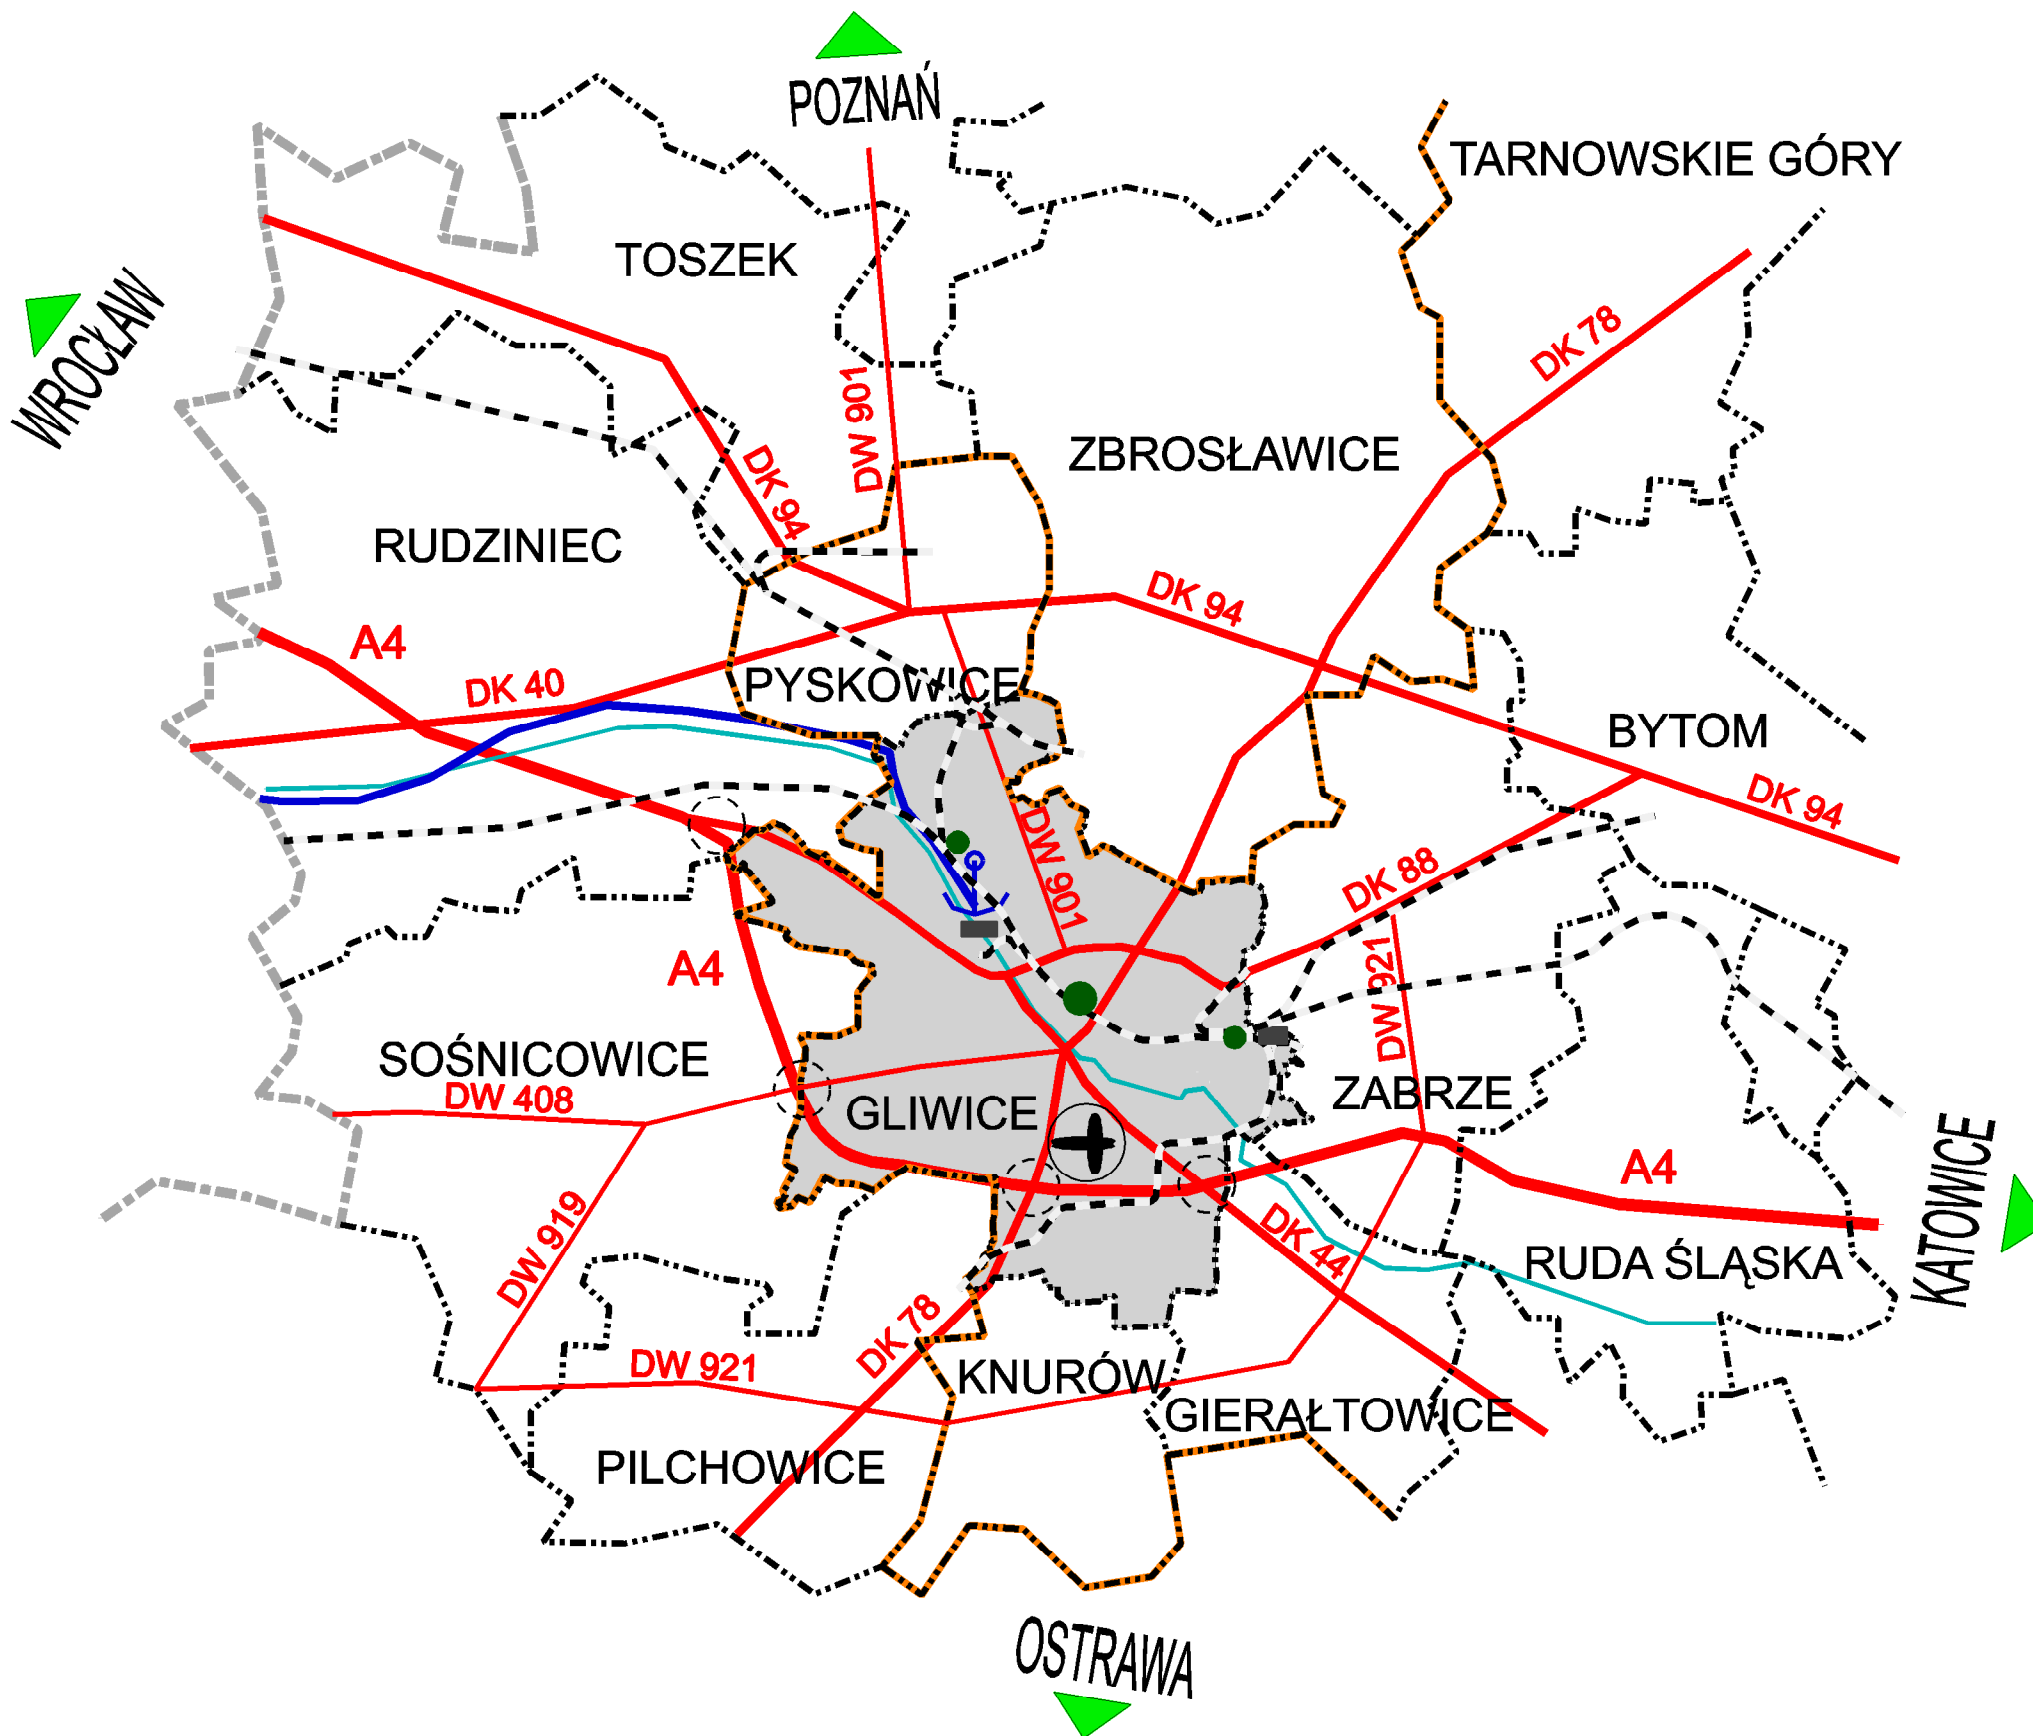 POZNAŃ
TARNOWSKIE GÓRY
TOSZEK
WROCŁAW
DK 78
DW 901
ZBROSŁAWICE
DK 94
RUDZINIEC
DK 94
A4
DK 40
PYSKOWICE
BYTOM
DK 94
DW 901
DK 88
A4
DW 921
SOŚNICOWICE
DW 408
ZABRZE
GLIWICE
A4
KATOWICE
DW 919
DK 44
RUDA ŚLĄSKA
DK 78
DW 921
KNURÓW
GIERAŁTOWICE
PILCHOWICE
OSTRAWA